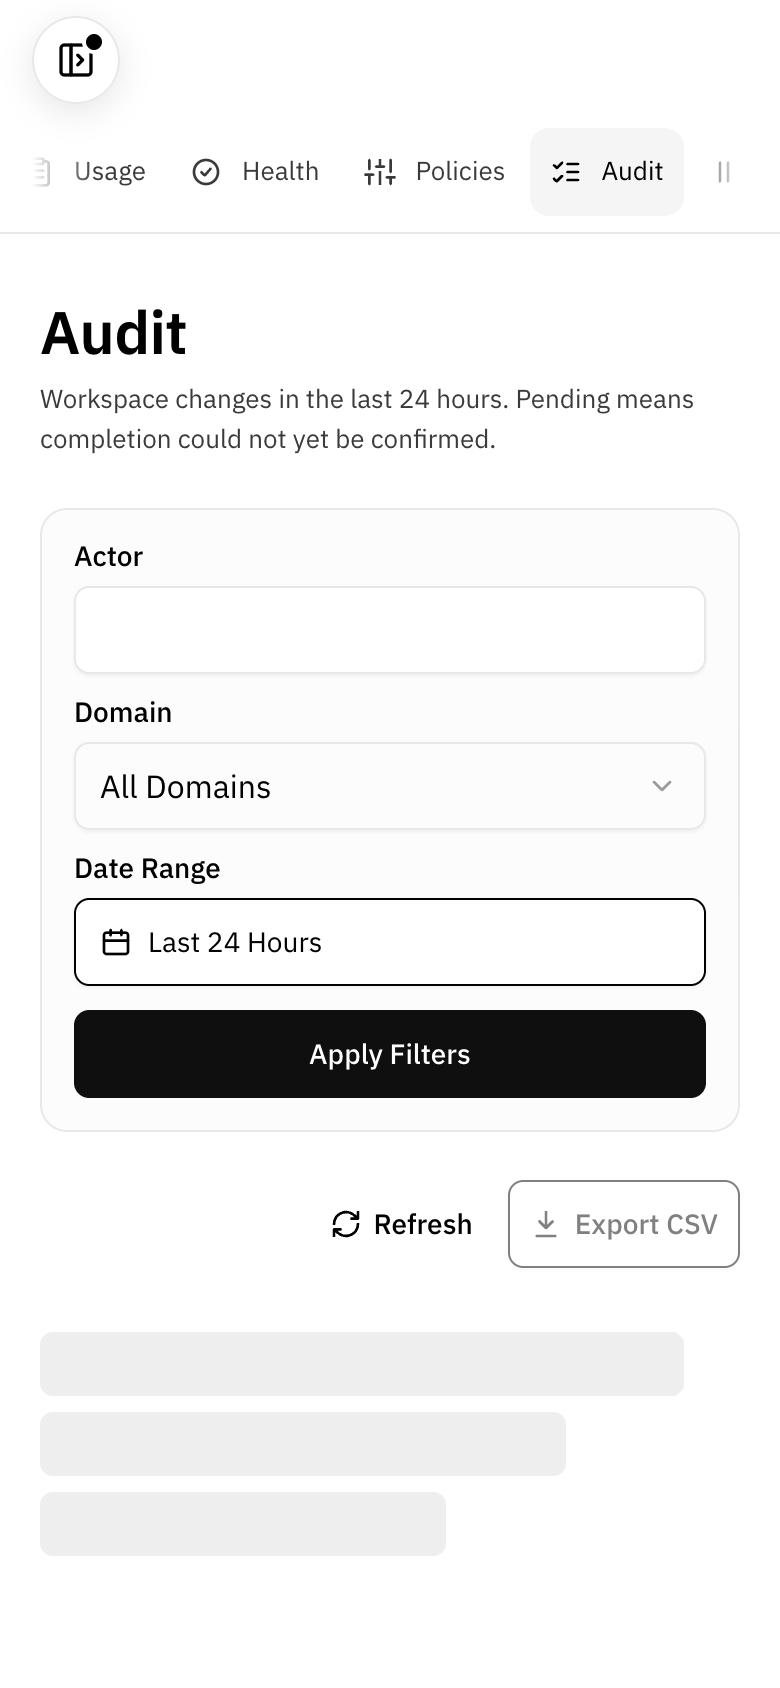 Usage
Health
Policies
Audit
Audit
Workspace changes in the last 24 hours. Pending means
completion could not yet be confirmed.
Actor
Domain
All Domains
Date Range
Last 24 Hours
Apply Filters
Refresh
Export CSV